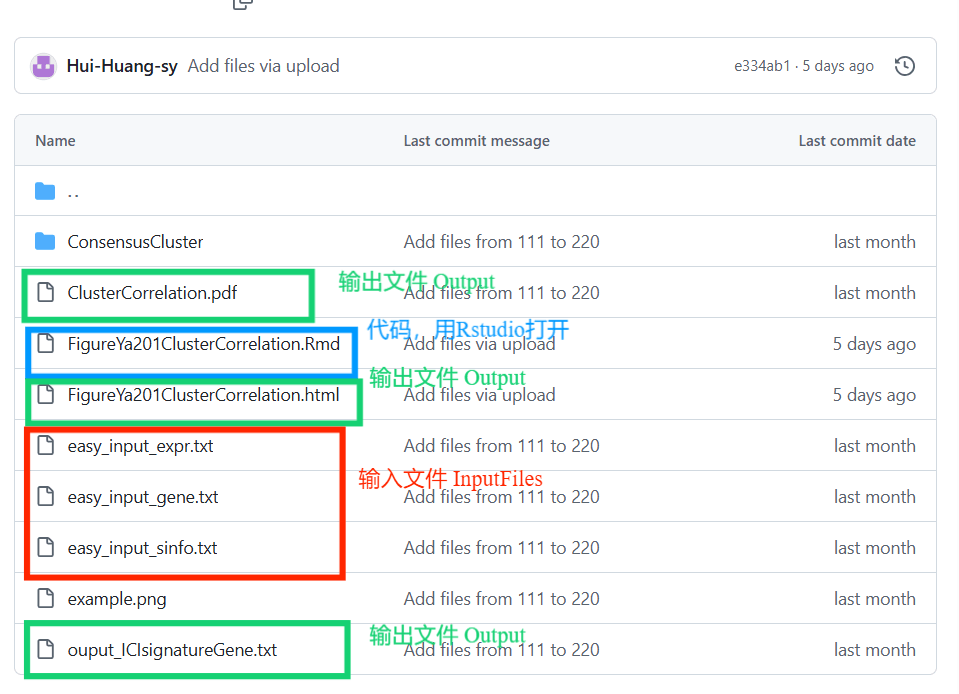 Hui-Huang-sy Add files via upload e334ab1 · 5 days ago
Name Last commit message Last commit date
..
ConsensusCluster Add files from 111 to 220 last month
输出文件 Output
ClusterCorrelation.pdf Add files from 111 to 220 last month
代码，用Rstudio打开
FigureYa201ClusterCorrelation.Rmd Add files via upload 5 days ago
输出文件 Output
FigureYa201ClusterCorrelation.html Add files via upload 5 days ago
easy_input_expr.txt Add files from 111 to 220 last month
输入文件 InputFiles
easy_input_gene.txt Add files from 111 to 220 last month
easy_input_sinfo.txt Add files from 111 to 220 last month
example.png Add files from 111 to 220 last month
输出文件 Output
ouput_ICIsignatureGene.txt Add files from 111 to 220 last month